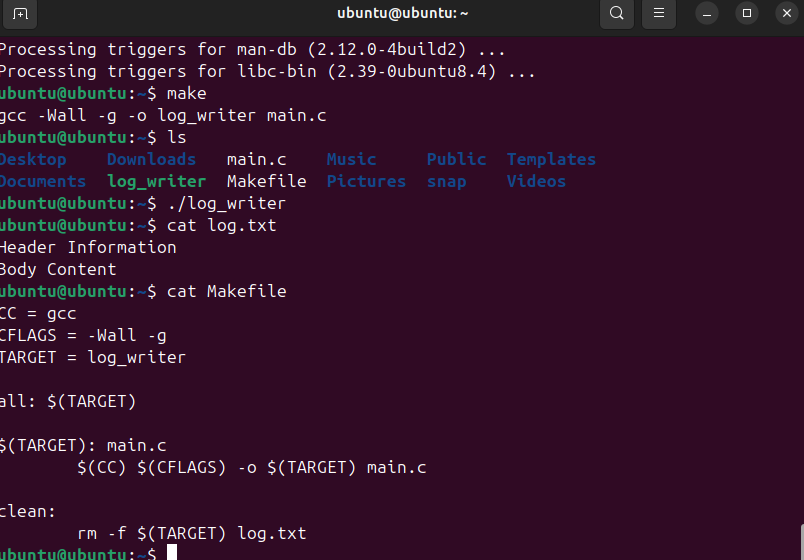 ubuntu@ubuntu: ~
Processing triggers for man-db (2.12.0-4build2) ...
Processing triggers for libc-bin (2.39-0ubuntu8.4) ...
ubuntu@ubuntu:~$ make
gcc -Wall -g -o log_writer main.c
ubuntu@ubuntu:~$ ls
Desktop    Downloads   main.c    Music     Public  Templates
Documents  log_writer  Makefile  Pictures  snap    Videos
ubuntu@ubuntu:~$ ./log_writer
ubuntu@ubuntu:~$ cat log.txt
Header Information
Body Content
ubuntu@ubuntu:~$ cat Makefile
CC = gcc
CFLAGS = -Wall -g
TARGET = log_writer
all: $(TARGET)
$(TARGET): main.c
        $(CC) $(CFLAGS) -o $(TARGET) main.c
clean:
        rm -f $(TARGET) log.txt
ubuntu@ubuntu:~$